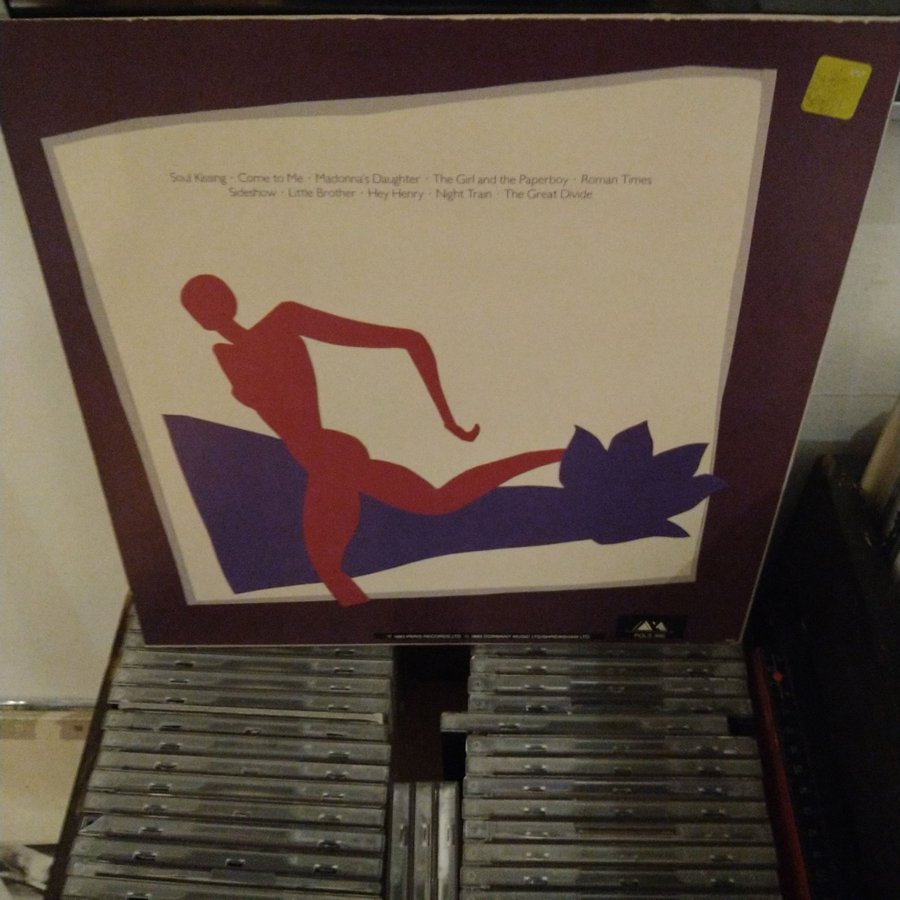 Soul Kissing · Come to Me · Madonna's Daughter · The Girl and the Paperboy · Roman Times
Sideshow · Little Brother · Hey Henry · Night Train · The Great Divide